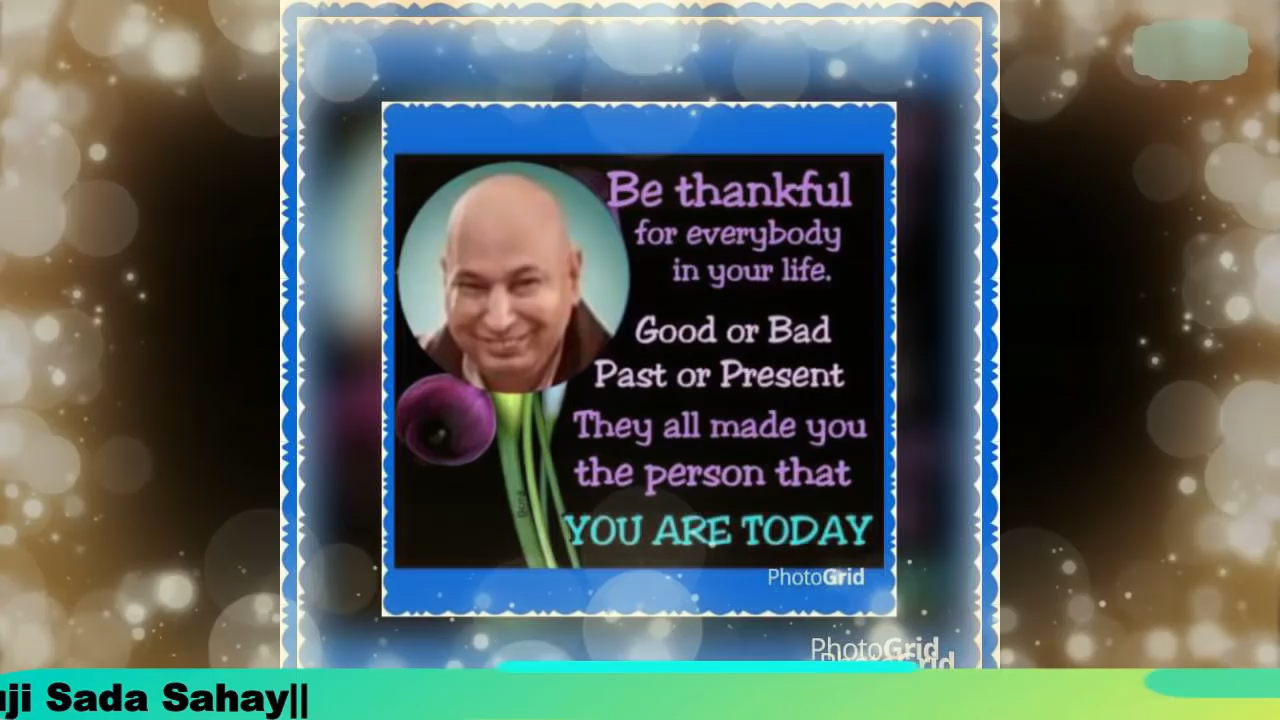 Be thankful
for everybody
in your life.
Good or Bad
Past or Present
They all made you
the person that
YOU ARE TODAY
PhotoGrid
PhotoGrid
uji Sada Sahay||